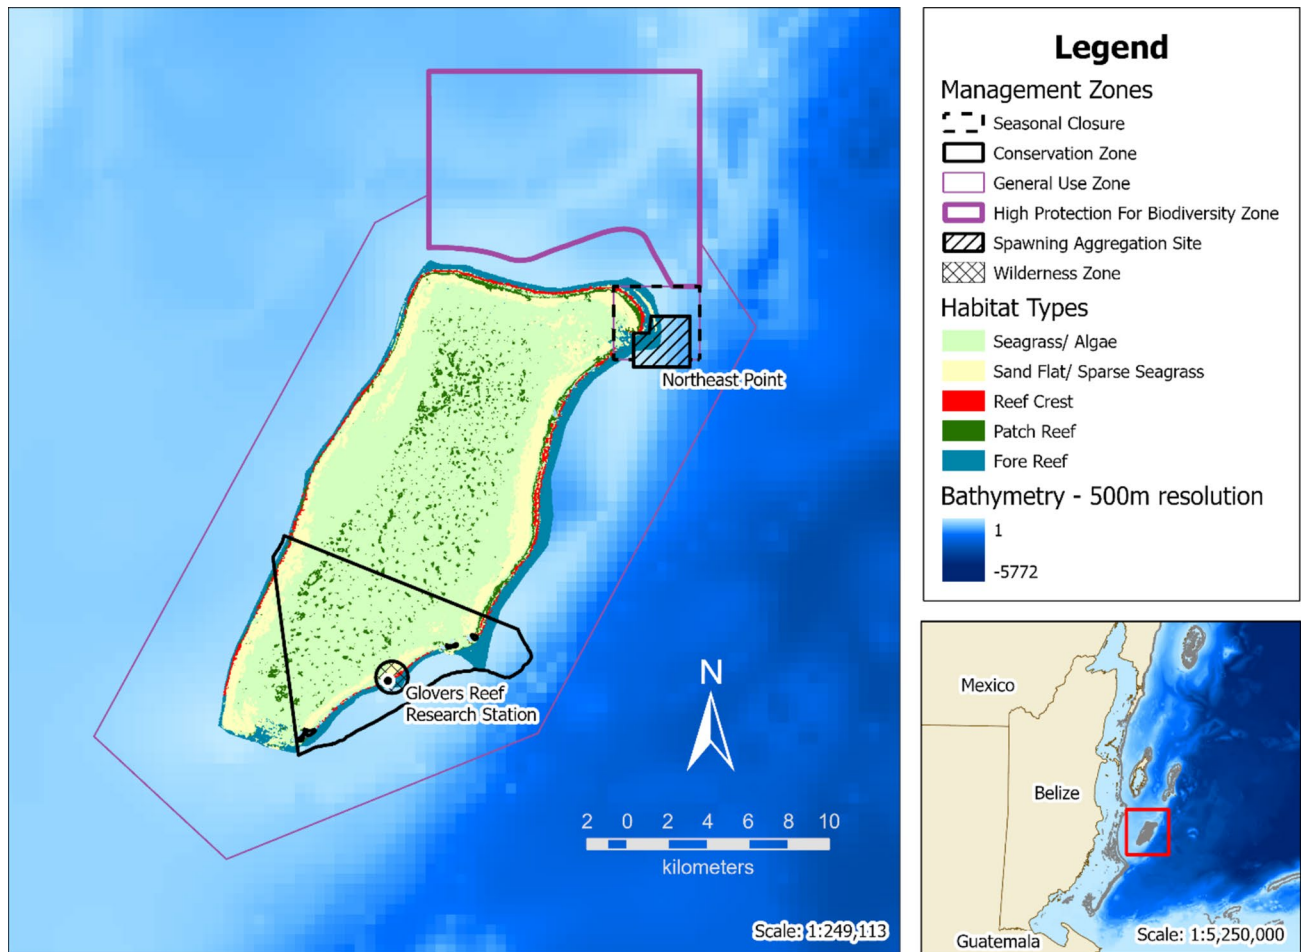 Northeast Point
Glovers Reef
Research Station
N
2 0 2 4 6 8 10
kilometers
Scale: 1:249,113
Legend
Management Zones
Seasonal Closure
Conservation Zone
General Use Zone
High Protection For Biodiversity Zone
Spawning Aggregation Site
Wilderness Zone
Habitat Types
Seagrass/ Algae
Sand Flat/ Sparse Seagrass
Reef Crest
Patch Reef
Fore Reef
Bathymetry - 500m resolution
1
-5772
Mexico
Belize
Guatemala
Scale: 1:5,250,000